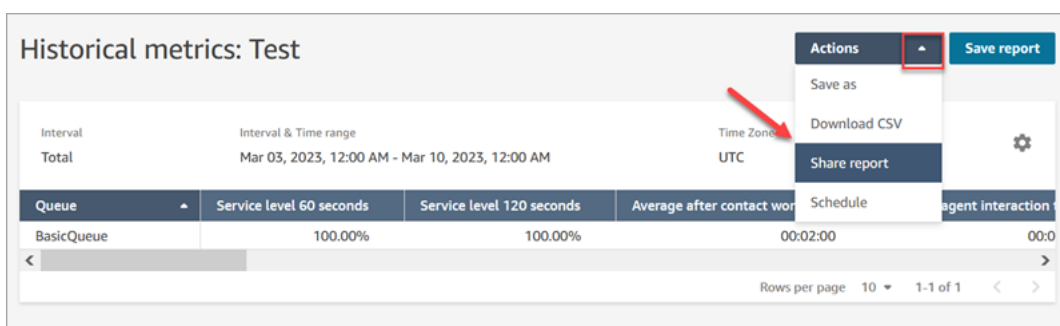 Historical metrics: Test
Actions
Save report
Save as
Download CSV
Share report
Schedule
Interval
Total
Interval & Time range
Mar 03, 2023, 12:00 AM - Mar 10, 2023, 12:00 AM
Time Zone
UTC
Queue Service level 60 seconds Service level 120 seconds Average after contact wor agent interaction
BasicQueue 100.00% 100.00% 00:02:00 00:0
Rows per page 10 1-1 of 1